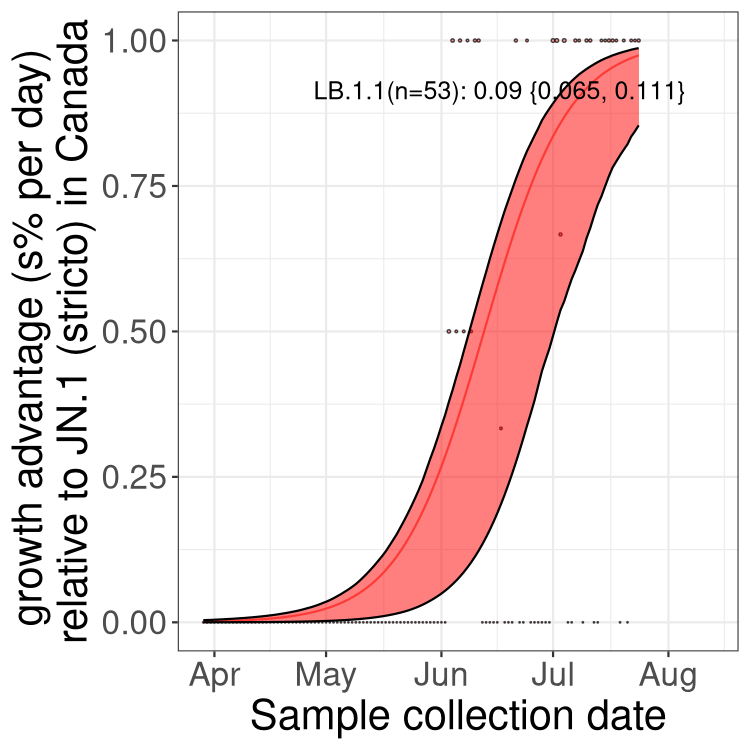 growth advantage (s% per day)
relative to JN.1 (stricto) in Canada
1.00
LB.1.1(n=53): 0.09 {0.065, 0.111}
0.75
0.50
0.25
0.00
Apr May Jun Jul Aug
Sample collection date